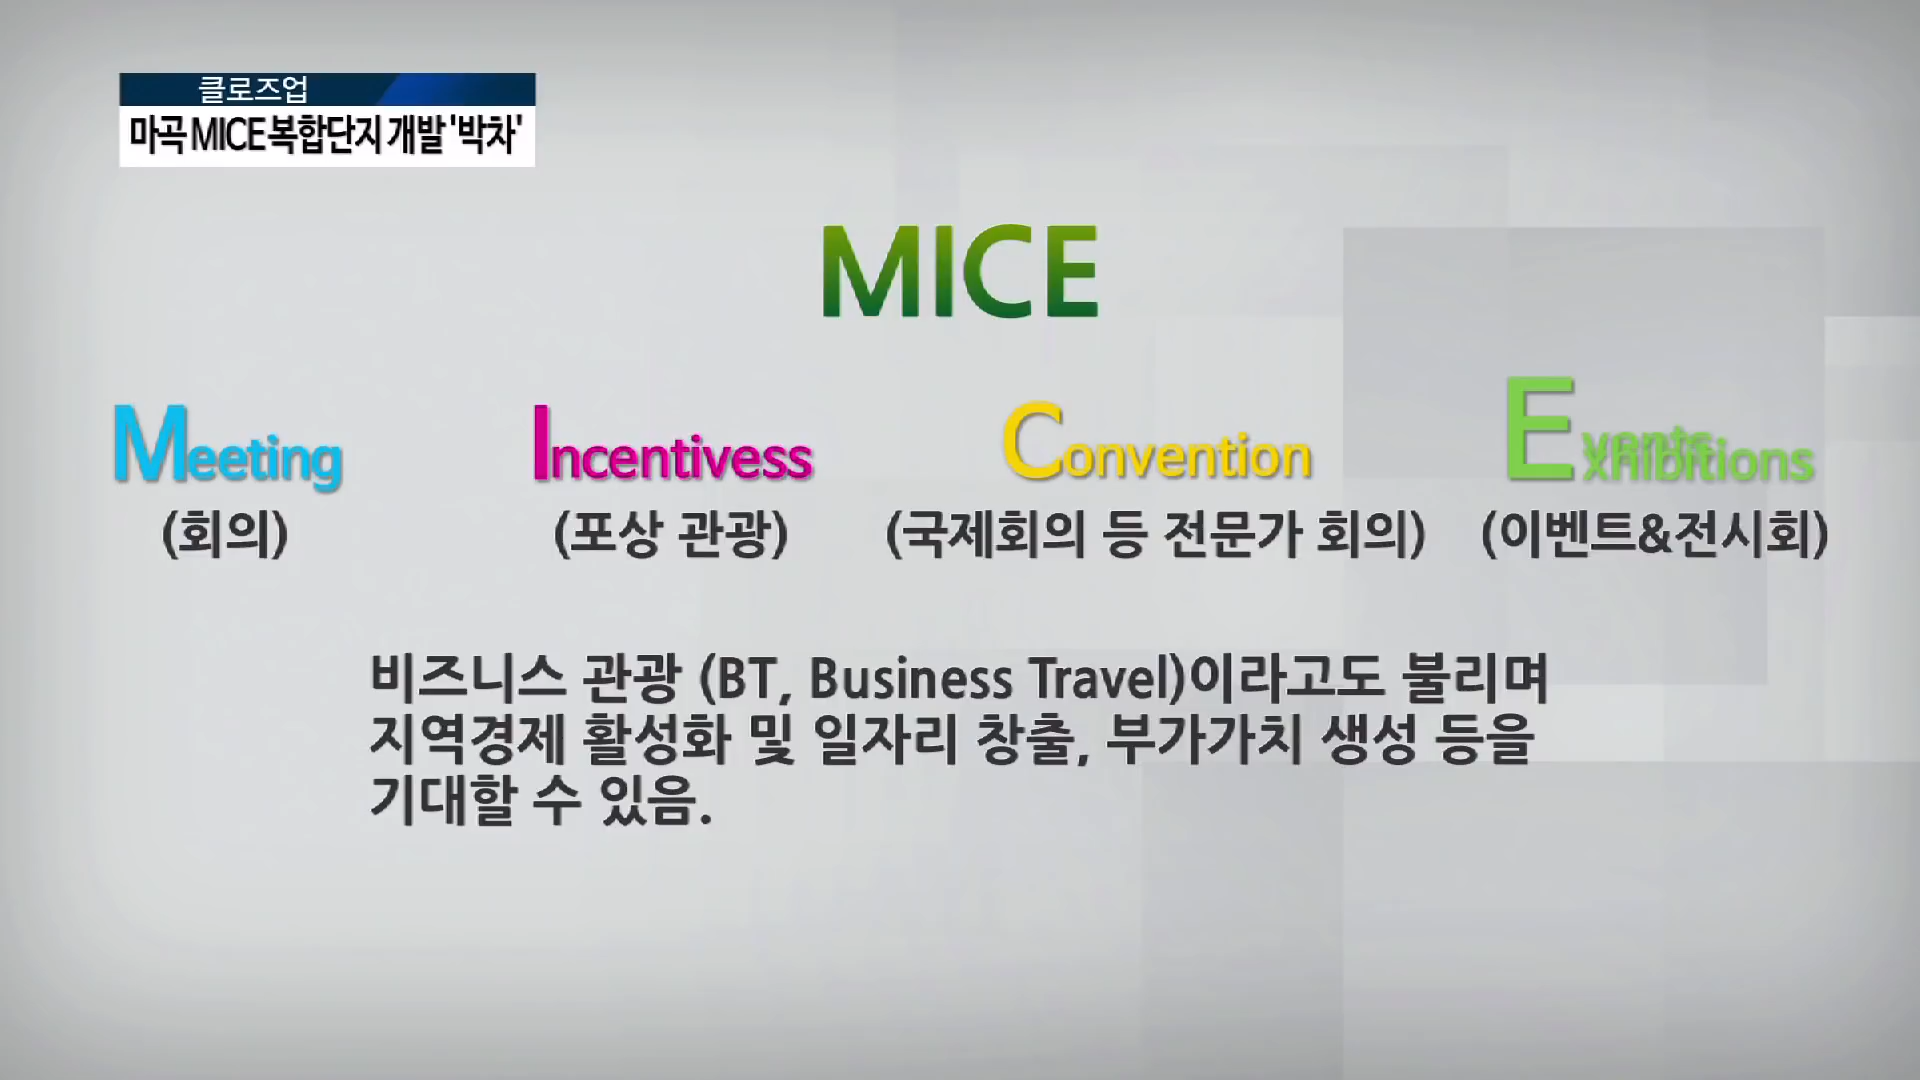 클로즈업
마곡 MICE 복합단지 개발 '박차'
MICE
Meeting
Incentivess
Convention
Events
Exhibitions
(회의)
(포상 관광)
(국제회의 등 전문가 회의)
(이벤트&전시회)
비즈니스 관광 (BT, Business Travel)이라고도 불리며
지역경제 활성화 및 일자리 창출, 부가가치 생성 등을
기대할 수 있음.